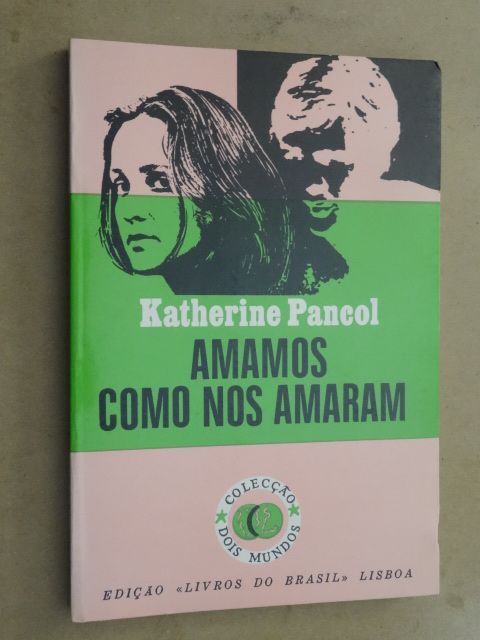 Katherine Pancol
AMAMOS
COMO NOS AMARAM
COLECÇÃO
DOIS MUNDOS
EDIÇÃO «LIVROS DO BRASIL» LISBOA